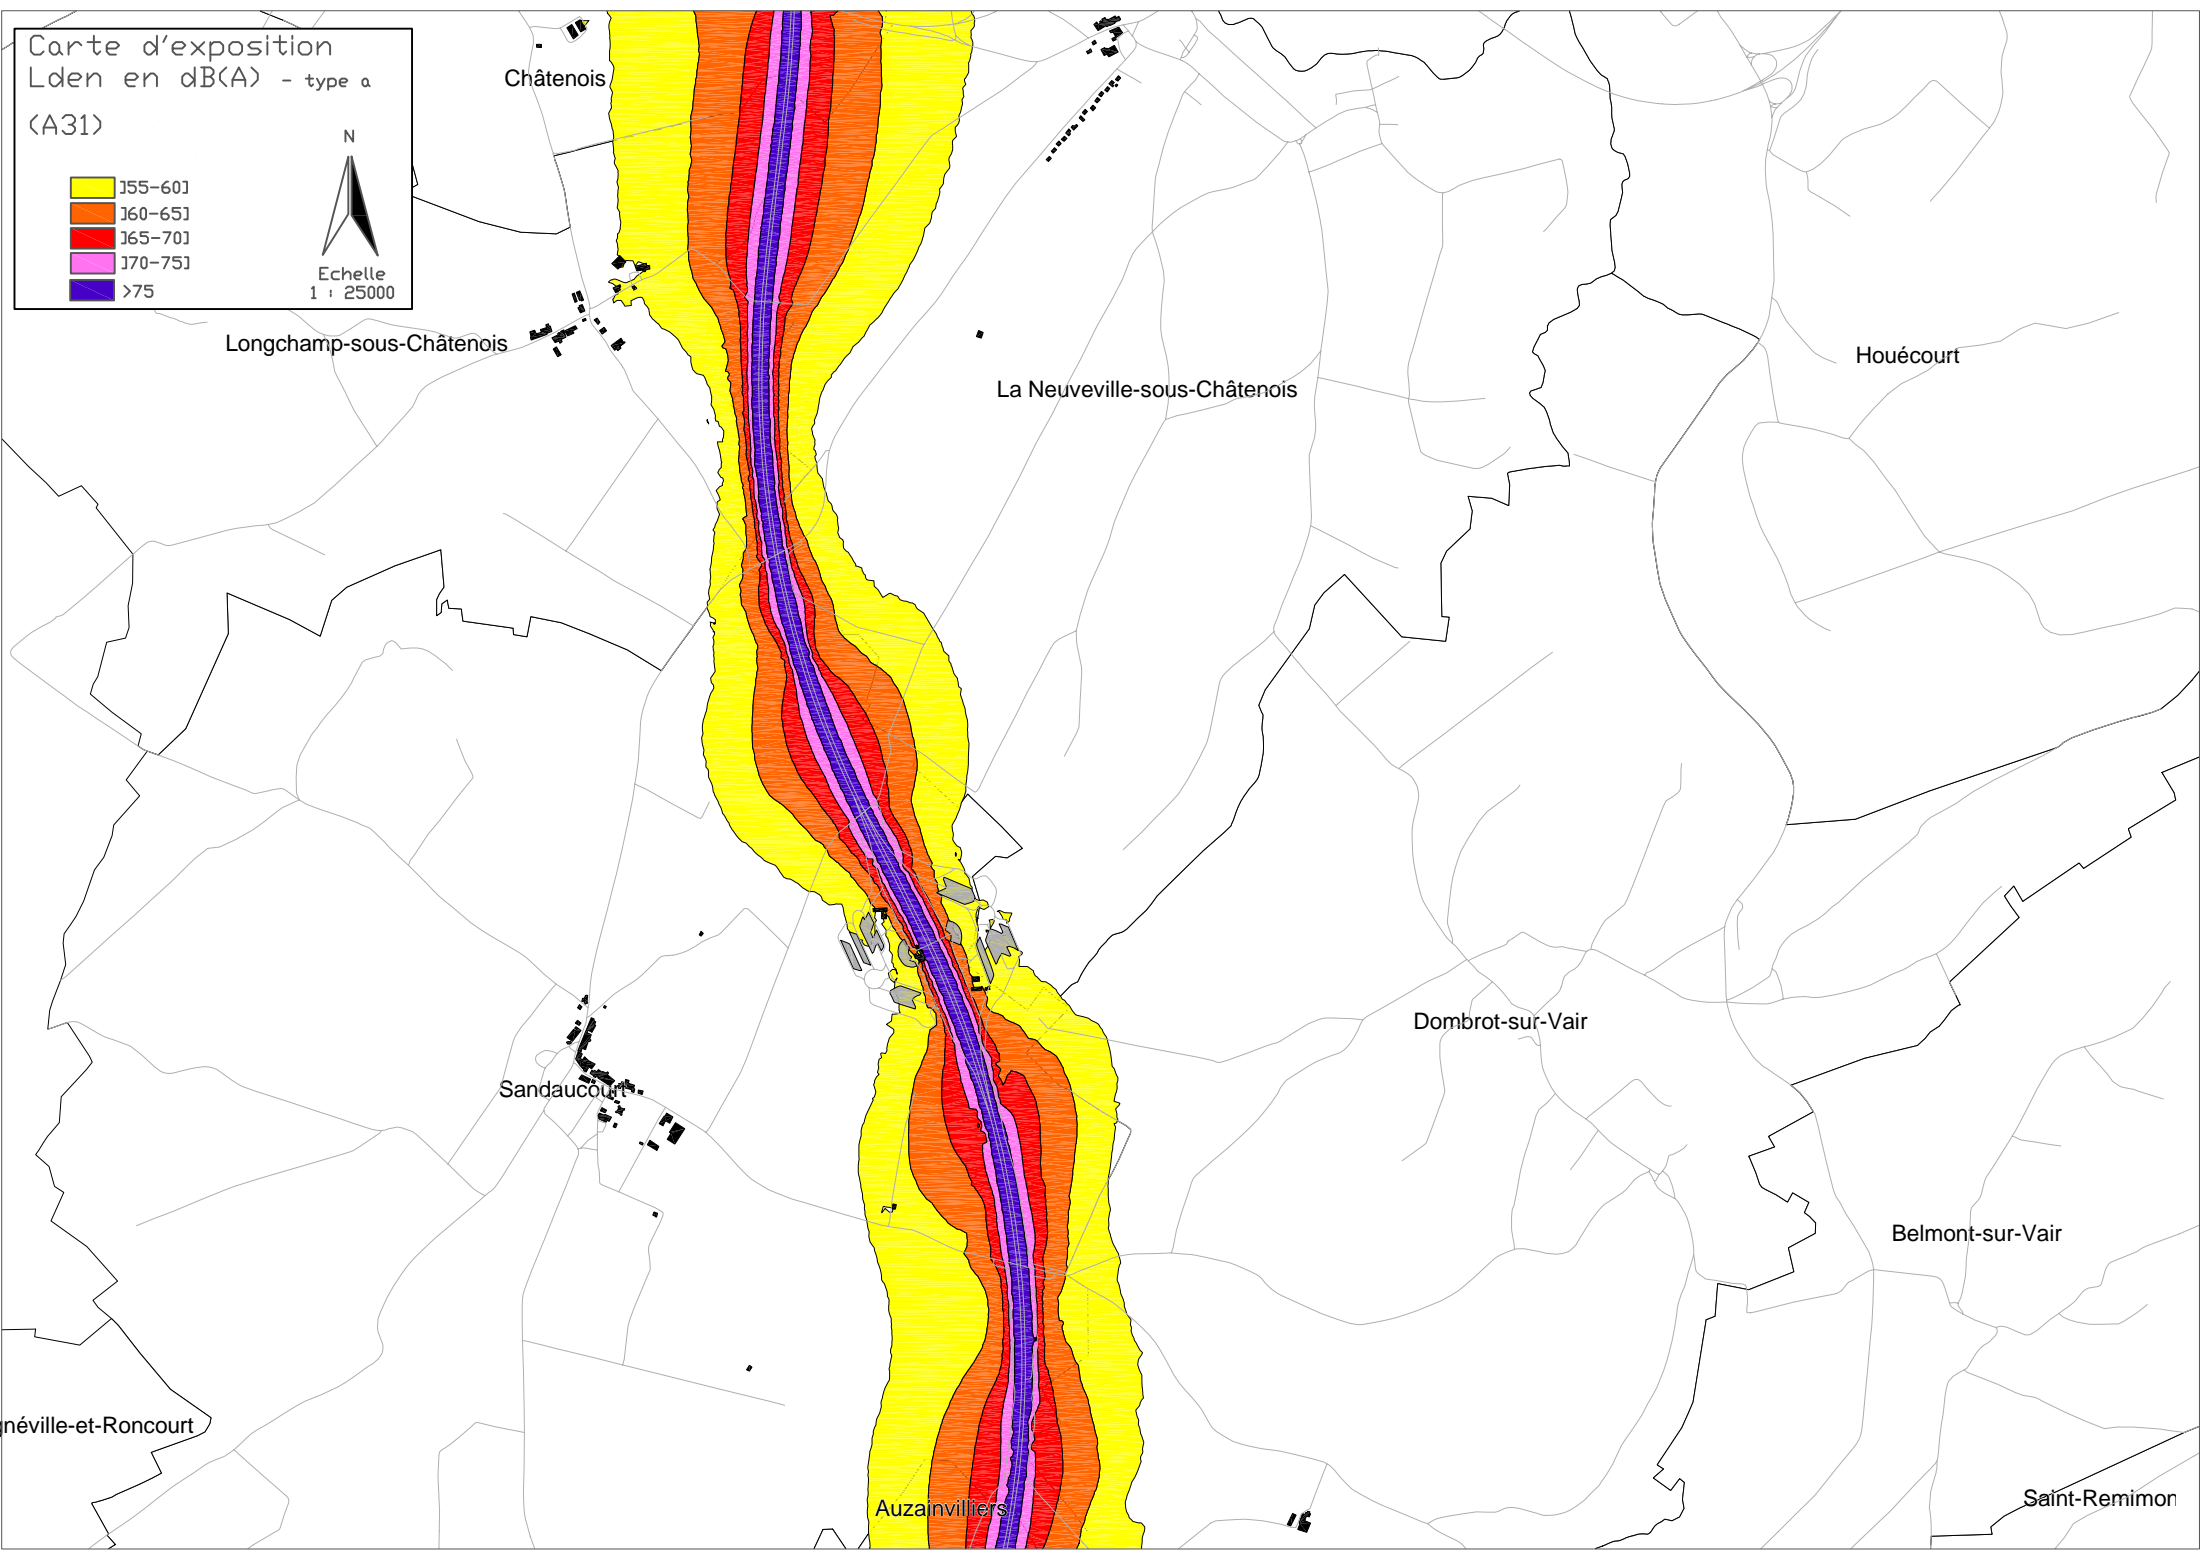 Carte d'exposition
Lden en dB(A) - type a
(A31)
N
]55-60]
]60-65]
]65-70]
]70-75]
>75
Echelle
1 : 25000
Châtenois
Longchamp-sous-Châtenois
La Neuveville-sous-Châtenois
Houécourt
Dombrot-sur-Vair
Sandaucourt
Belmont-sur-Vair
néville-et-Roncourt
Auzainvilliers
Saint-Remimon